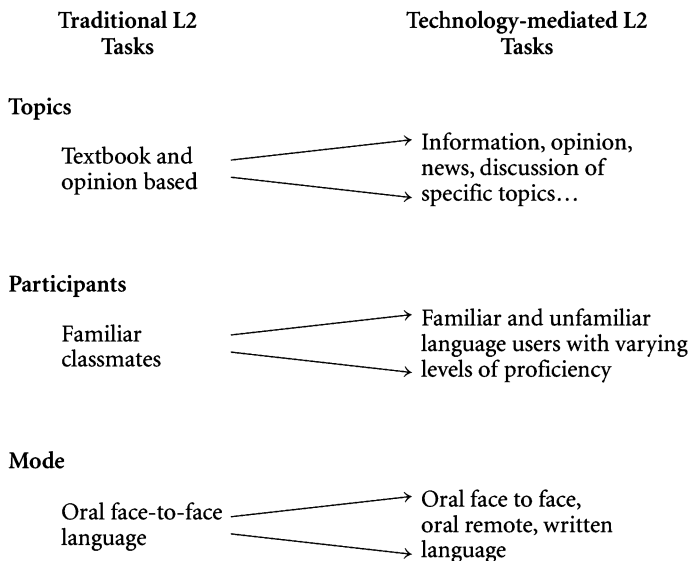 Traditional L2
Tasks
Technology-mediated L2
Tasks
Topics
Textbook and
opinion based
Information, opinion,
news, discussion of
specific topics…
Participants
Familiar
classmates
Familiar and unfamiliar
language users with varying
levels of proficiency
Mode
Oral face-to-face
language
Oral face to face,
oral remote, written
language